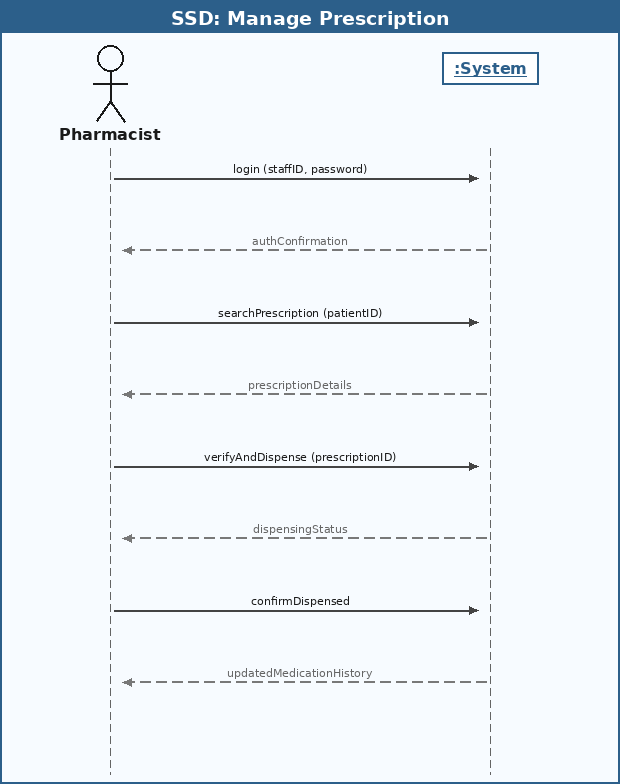 SSD: Manage Prescription
:System
Pharmacist
login (staffID, password)
authConfirmation
searchPrescription (patientID)
prescriptionDetails
verifyAndDispense (prescriptionID)
dispensingStatus
confirmDispensed
updatedMedicationHistory